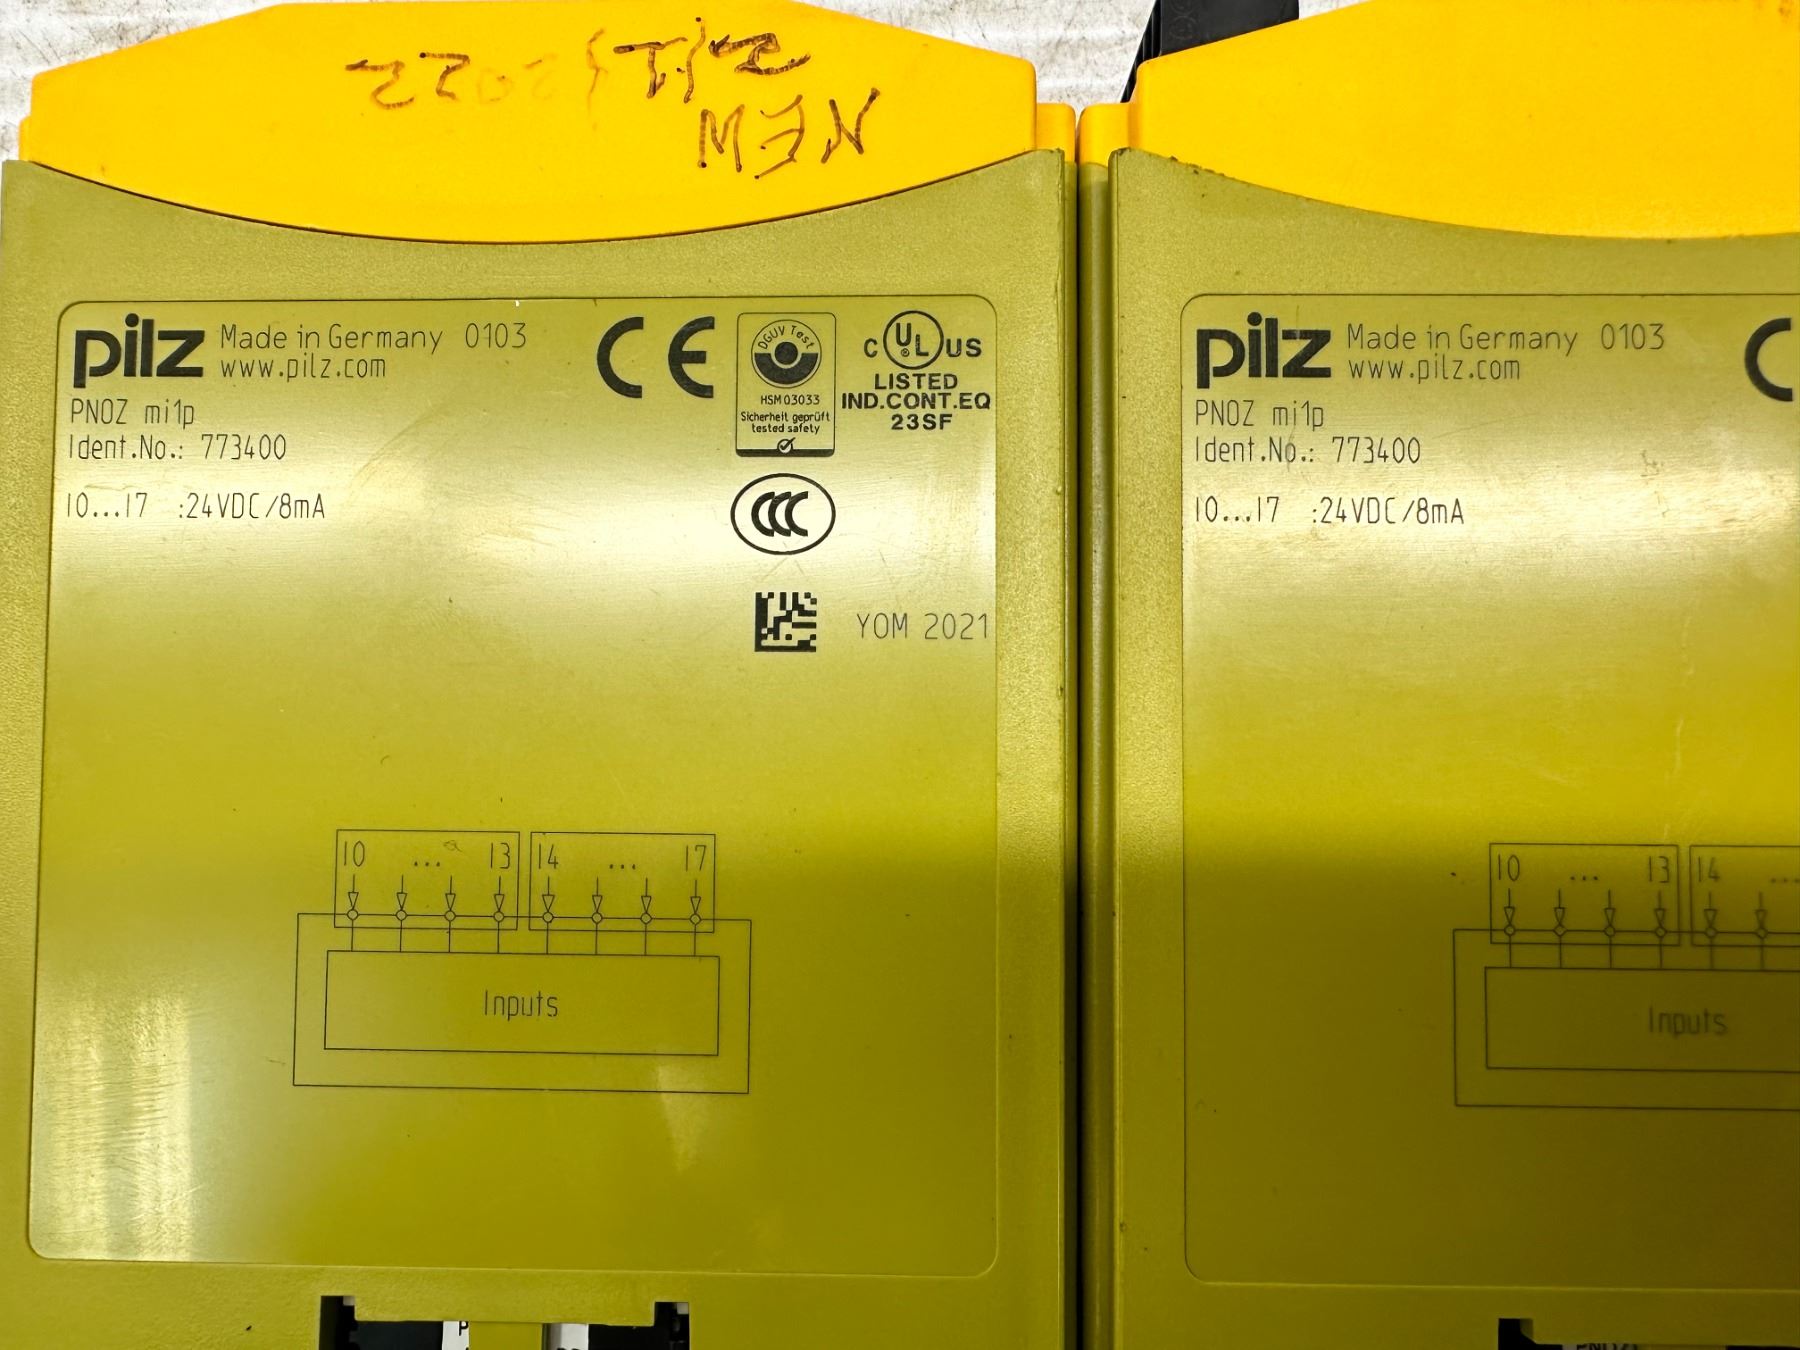 NEW
pilz Made in Germany 0103
www.pilz.com
PNOZ mi1p
Ident.No.: 773400
I0...I7 :24VDC/8mA
CE
DGUV Test
HSM 03033
Sicherheit geprüft
tested safety
C UL US
®
LISTED
IND.CONT.EQ
23SF
CCC
YOM 2021
I0 ... I3 I4 ... I7
Inputs
pilz Made in Germany 0103
www.pilz.com
PNOZ mi1p
Ident.No.: 773400
I0...I7 :24VDC/8mA
I0 ... I3 I4 ...
Inputs